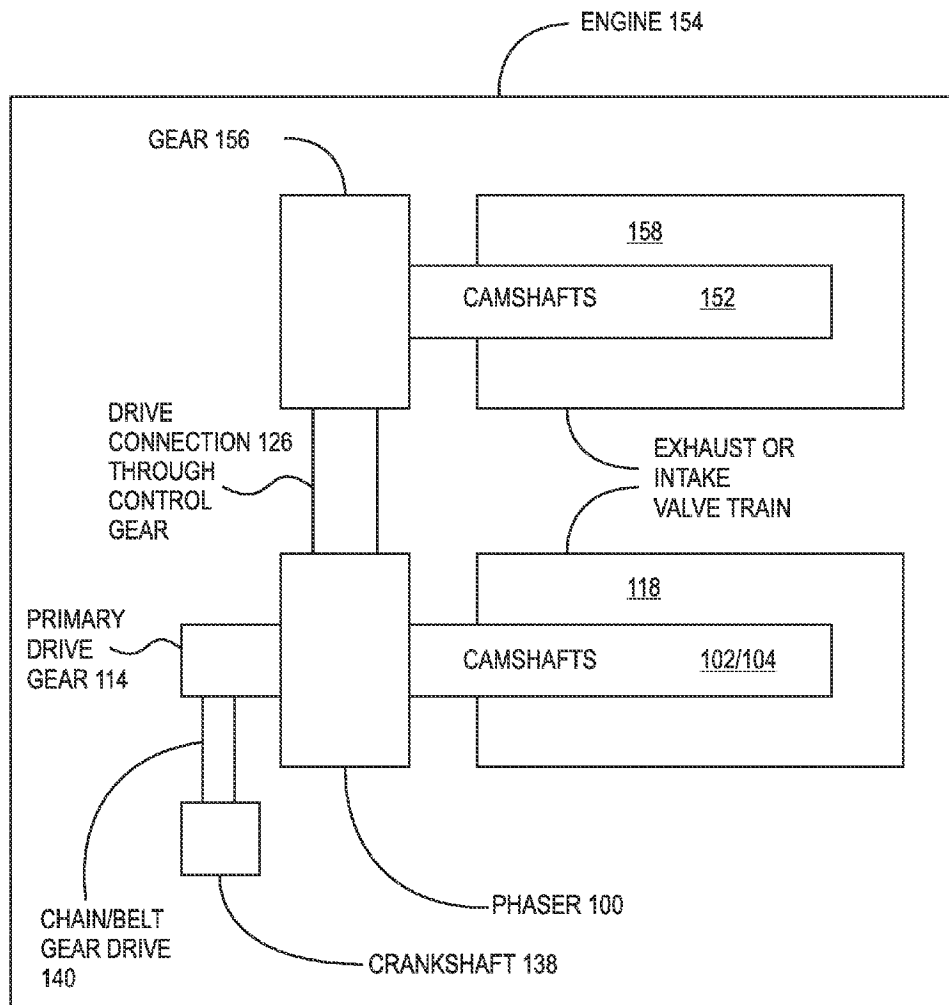 ENGINE 154
GEAR 156
158
CAMSHAFTS 152
DRIVE
CONNECTION 126
THROUGH
CONTROL
GEAR
EXHAUST OR
INTAKE
VALVE TRAIN
118
PRIMARY
DRIVE
GEAR 114
CAMSHAFTS 102/104
CHAIN/BELT
GEAR DRIVE
140
PHASER 100
CRANKSHAFT 138